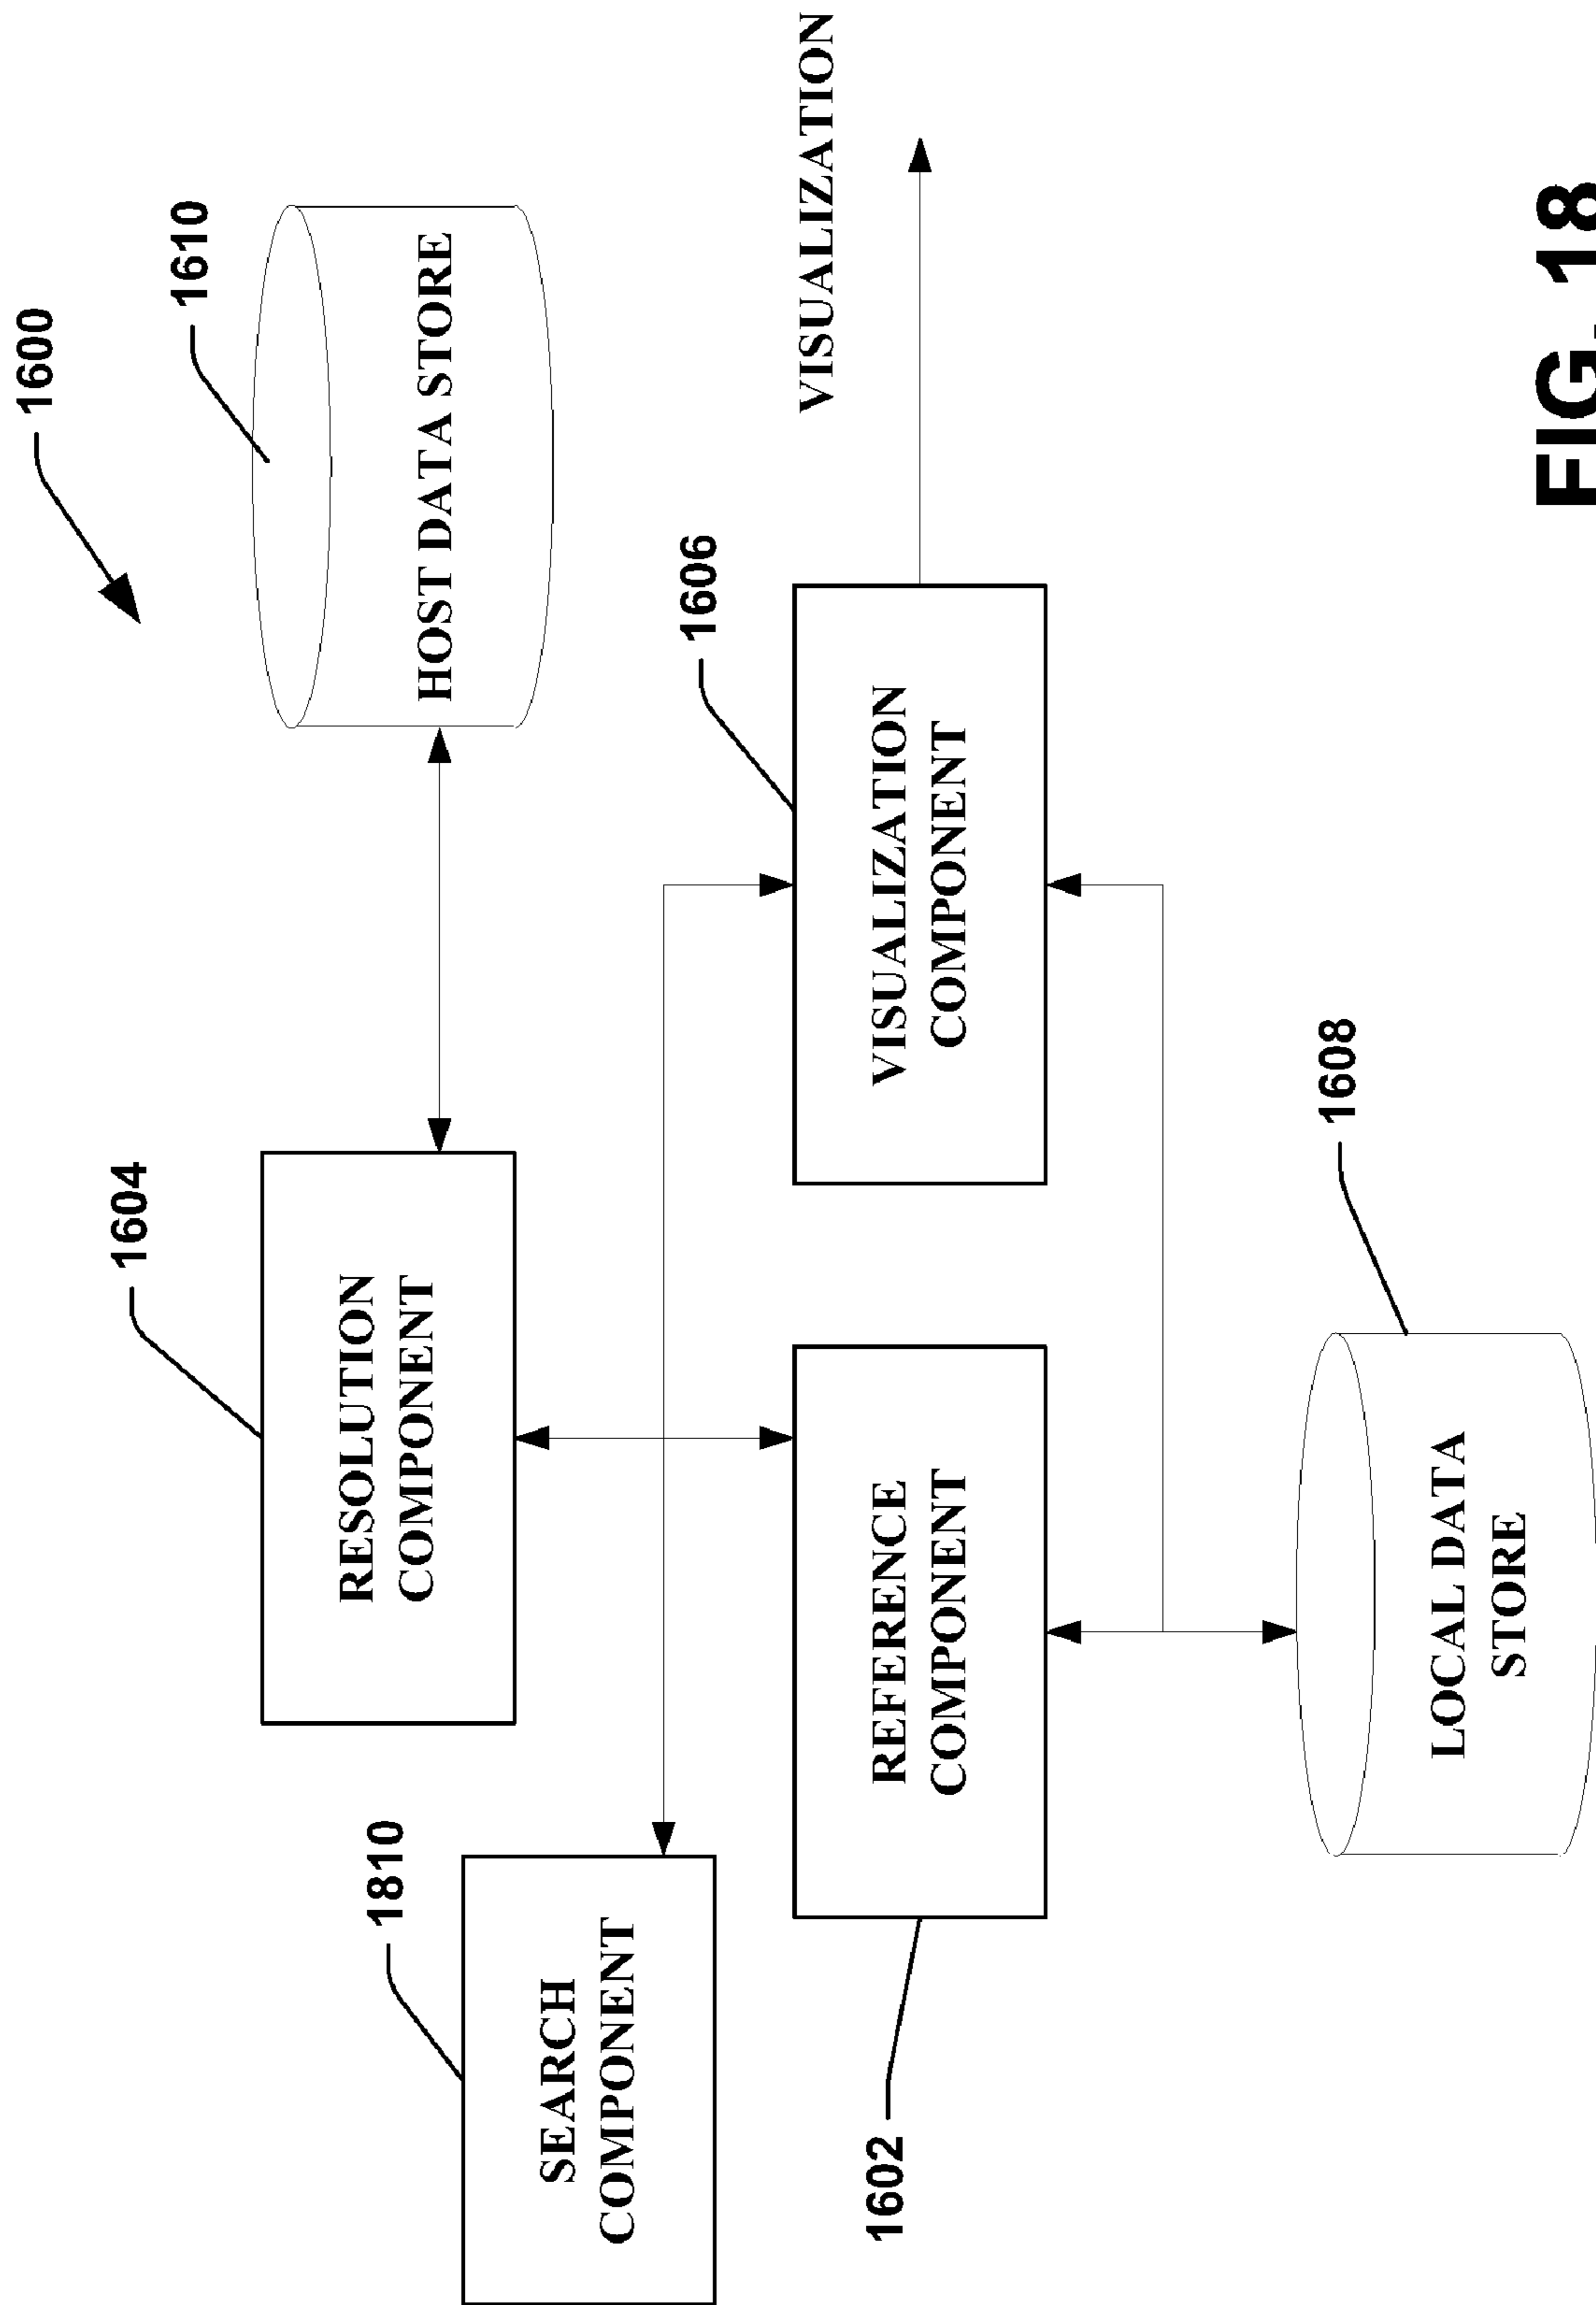 1600
1610
HOST DATA STORE
1604
RESOLUTION
COMPONENT
1810
SEARCH
COMPONENT
1606
VISUALIZATION
COMPONENT
VISUALIZATION
1602
REFERENCE
COMPONENT
1608
LOCAL DATA
STORE
FIG. 18